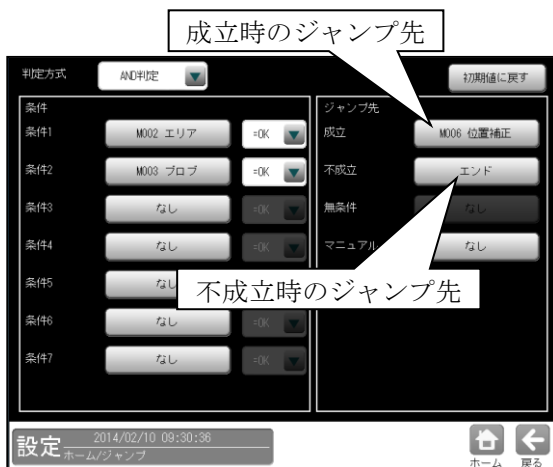 成立時のジャンプ先
判定方式 AND判定 初期値に戻す
条件 ジャンプ先
条件1 M002 エリア =OK 成立 M006 位置補正
条件2 M003 ブロブ =OK 不成立 エンド
条件3 なし =OK 無条件 なし
条件4 なし =OK マニュアル なし
条件5 なし
不成立時のジャンプ先
条件6 なし =OK
条件7 なし =OK
設定 2014/02/10 09:30:36
ホーム/ジャンプ
ホーム 戻る